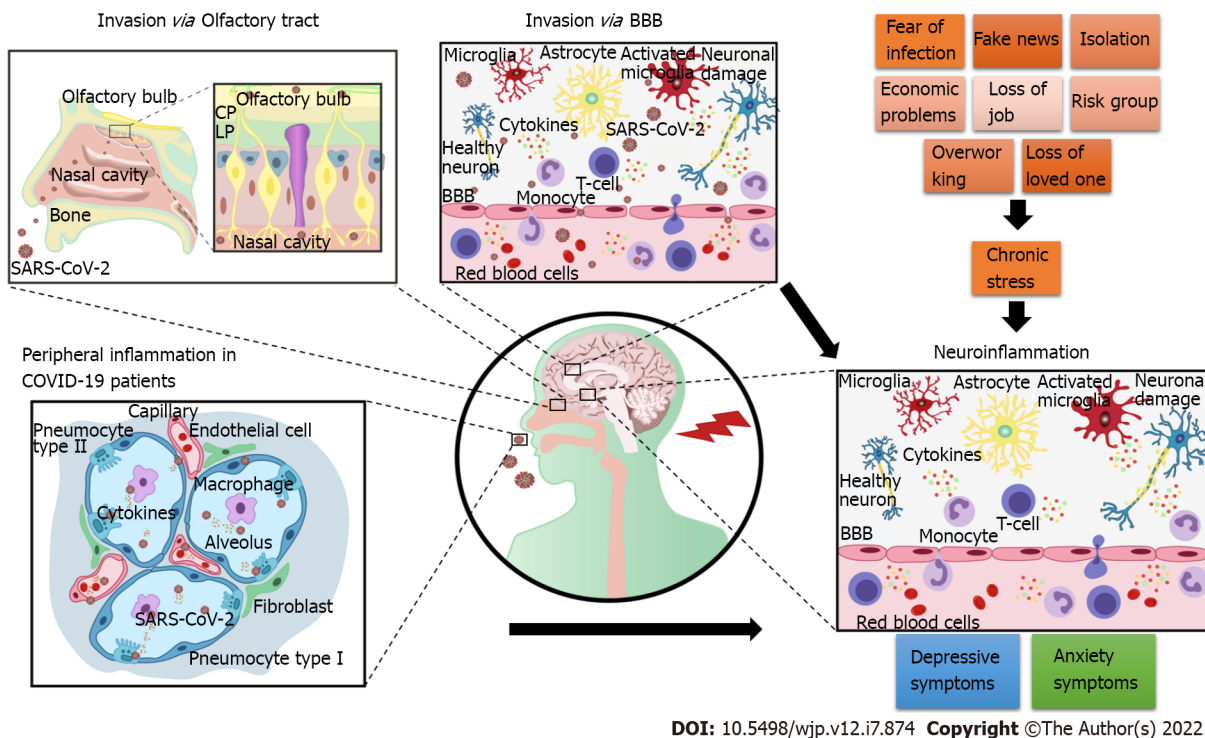 Invasion via Olfactory tract
Olfactory bulb
Nasal cavity
Bone
SARS-CoV-2
Olfactory bulb
CP
LP
Nasal cavity
Invasion via BBB
Microglia
Astrocyte
Activated
microglia
Neuronal
damage
Cytokines
SARS-CoV-2
Healthy
neuron
T-cell
BBB
Monocyte
Red blood cells
Fear of
infection
Fake news
Isolation
Economic
problems
Loss of
job
Risk group
Overwor
king
Loss of
loved one
Chronic
stress
Peripheral inflammation in
COVID-19 patients
Capillary
Pneumocyte
type II
Endothelial cell
Macrophage
Cytokines
Alveolus
Fibroblast
SARS-CoV-2
Pneumocyte type I
Neuroinflammation
Microglia
Astrocyte
Activated
microglia
Neuronal
damage
Cytokines
Healthy
neuron
T-cell
BBB
Monocyte
Red blood cells
Depressive
symptoms
Anxiety
symptoms
DOI: 10.5498/wjp.v12.i7.874 Copyright ©The Author(s) 2022.